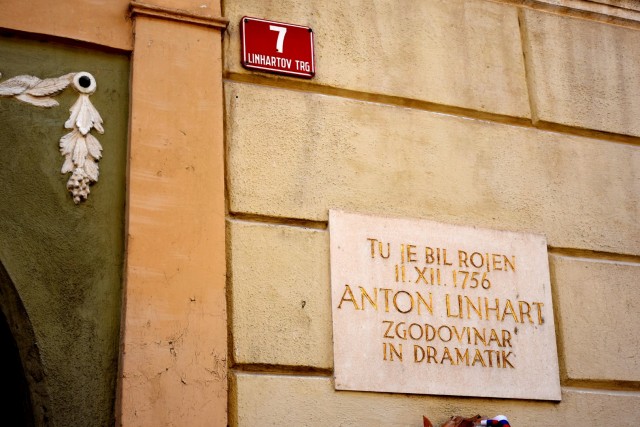 7
LINHARTOV TRG
TU JE BIL ROJEN
11. XII. 1756
ANTON LINHART
ZGODOVINAR
IN DRAMATIK